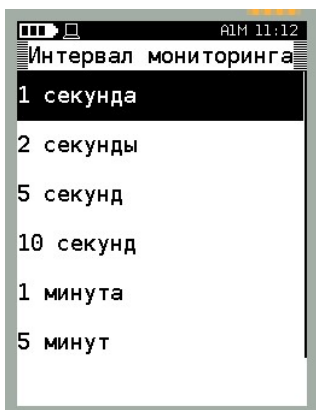 A1M 11:12
Интервал мониторинга
1 секунда
2 секунды
5 секунд
10 секунд
1 минута
5 минут